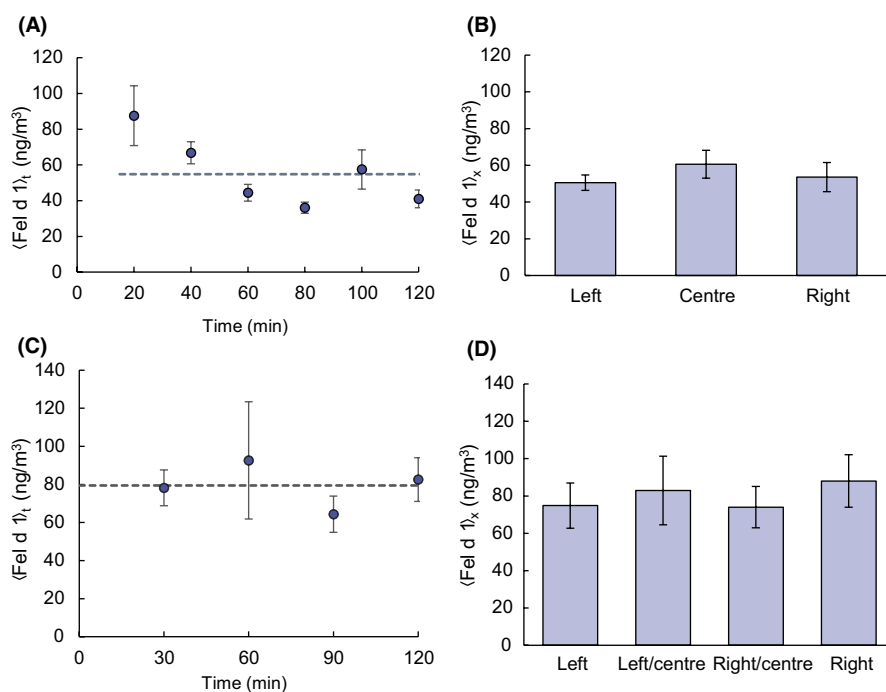 (A)
⟨Fel d 1⟩t (ng/m³)
120
100
80
60
40
20
0
0 20 40 60 80 100 120
Time (min)
(B)
⟨Fel d 1⟩x (ng/m³)
120
100
80
60
40
20
0
Left Centre Right
(C)
⟨Fel d 1⟩t (ng/m³)
140
120
100
80
60
40
20
0
0 30 60 90 120
Time (min)
(D)
⟨Fel d 1⟩x (ng/m³)
140
120
100
80
60
40
20
0
Left Left/centre Right/centre Right